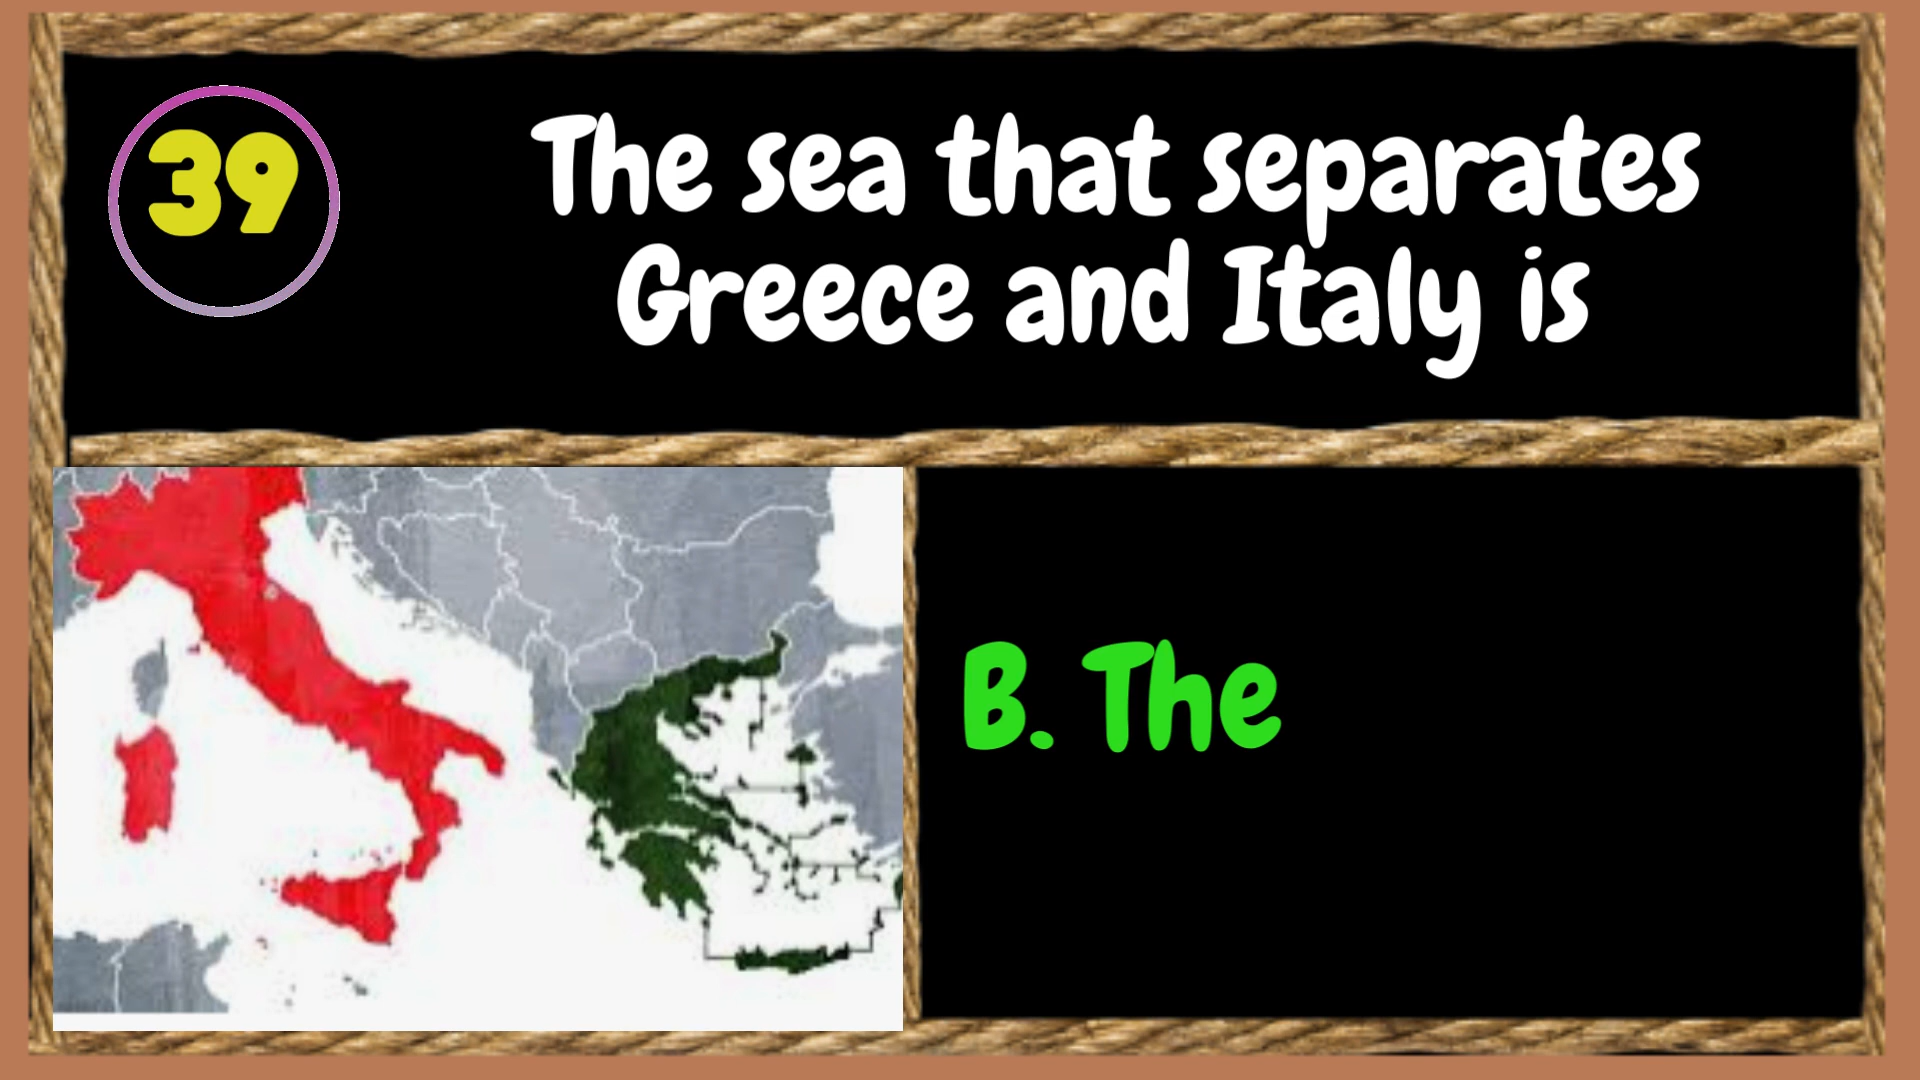 39
The sea that separates
Greece and Italy is
B. The